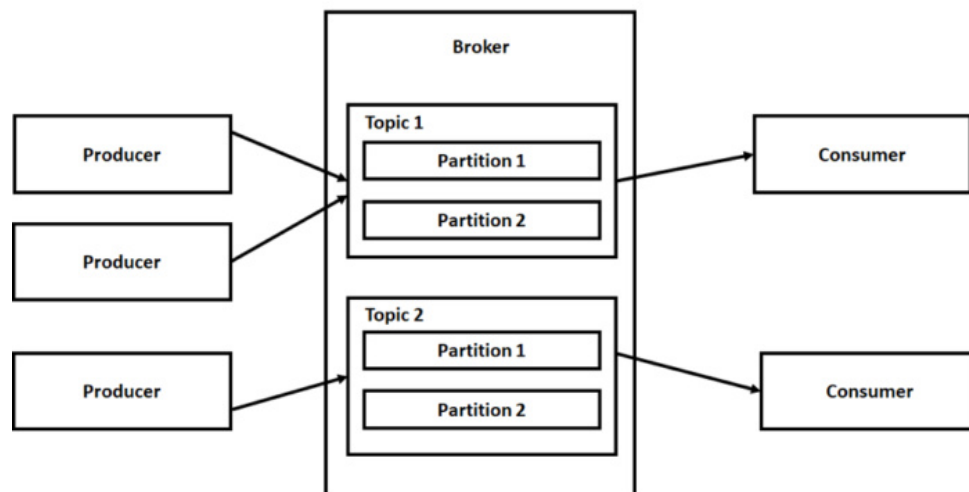 Broker
Producer
Producer
Producer
Topic 1
Partition 1
Partition 2
Topic 2
Partition 1
Partition 2
Consumer
Consumer